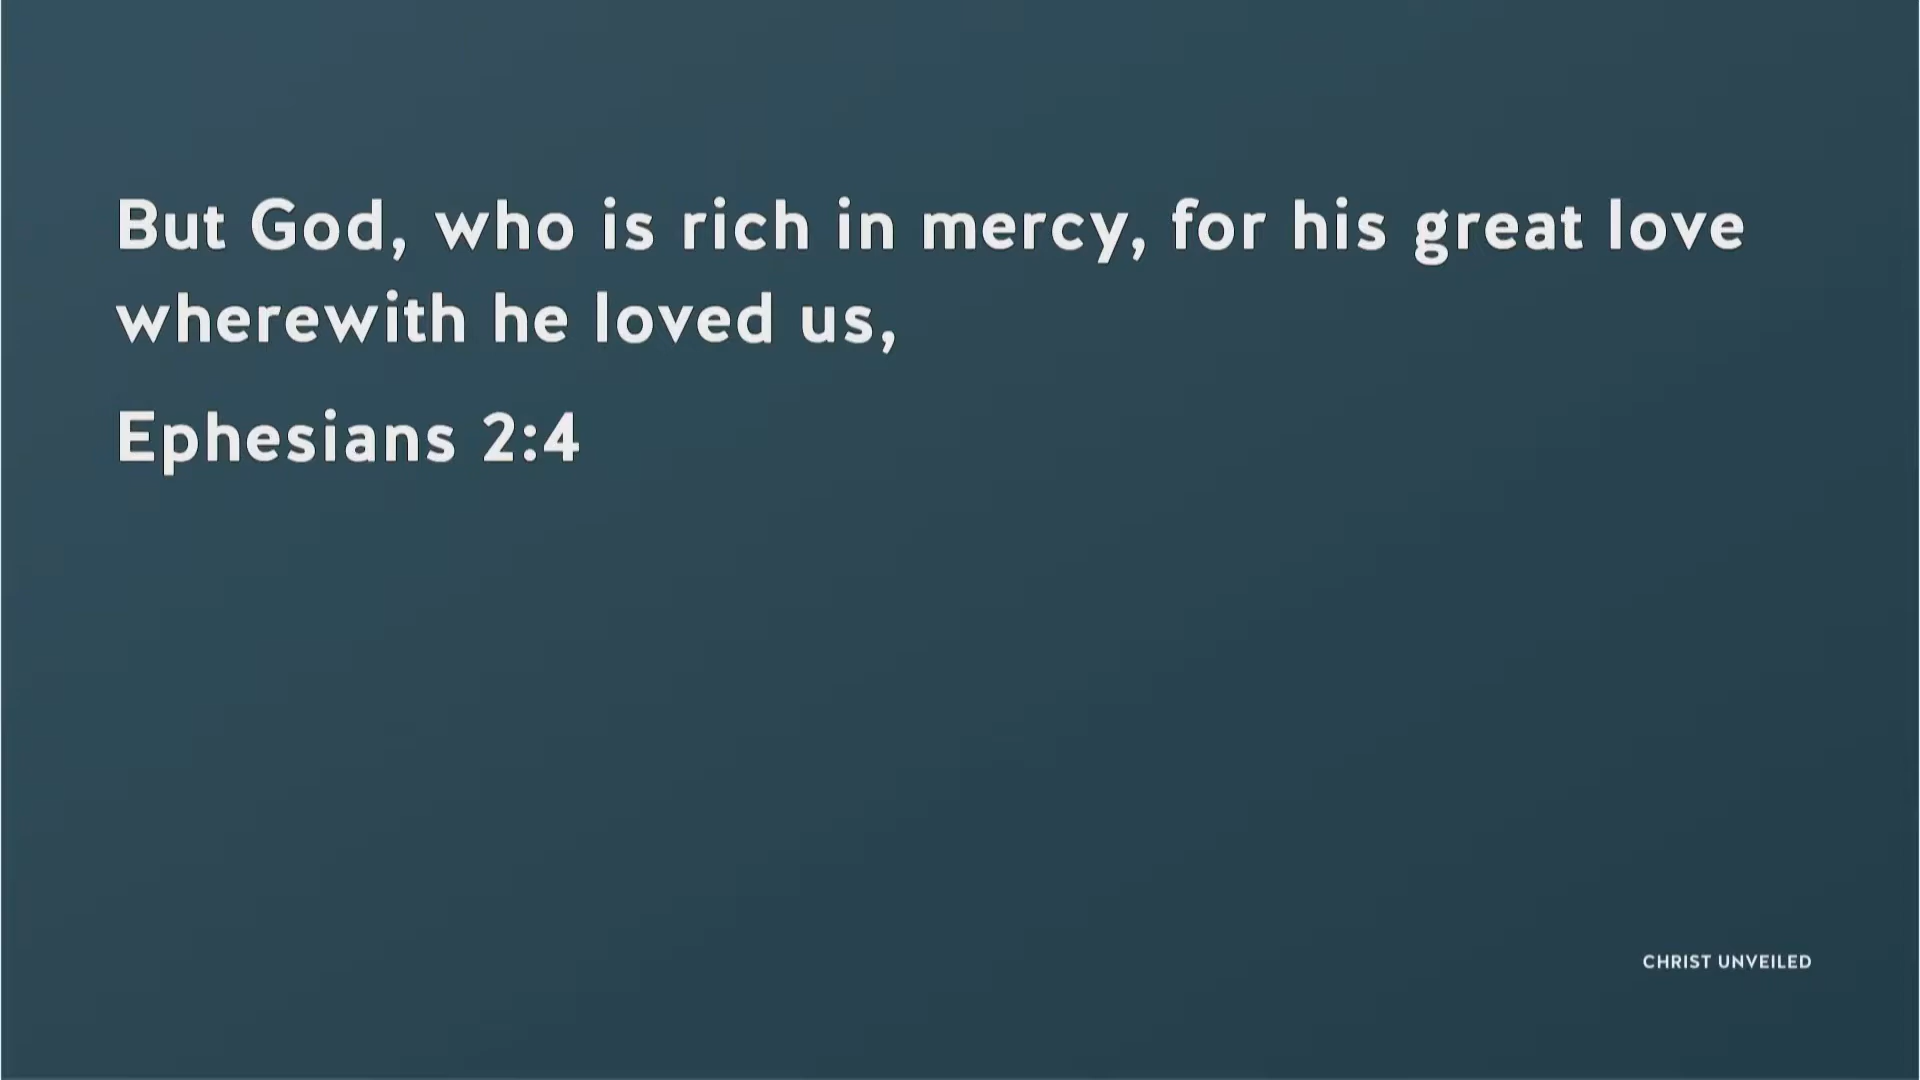 But God, who is rich in mercy, for his great love
wherewith he loved us,
Ephesians 2:4
CHRIST UNVEILED